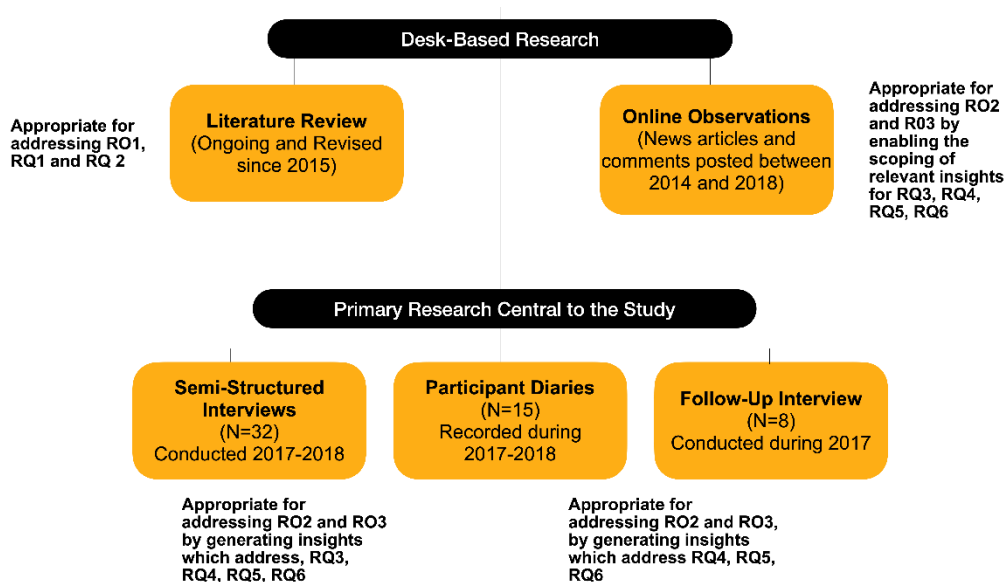 Desk-Based Research
Appropriate for
addressing RO1,
RQ1 and RQ 2
Literature Review
(Ongoing and Revised
since 2015)
Online Observations
(News articles and
comments posted between
2014 and 2018)
Appropriate for
addressing RO2
and R03 by
enabling the
scoping of
relevant insights
for RQ3, RQ4,
RQ5, RQ6
Primary Research Central to the Study
Semi-Structured
Interviews
(N=32)
Conducted 2017-2018
Participant Diaries
(N=15)
Recorded during
2017-2018
Follow-Up Interview
(N=8)
Conducted during 2017
Appropriate for
addressing RO2 and RO3
by generating insights
which address, RQ3,
RQ4, RQ5, RQ6
Appropriate for
addressing RO2 and RO3,
by generating insights
which address RQ4, RQ5,
RQ6